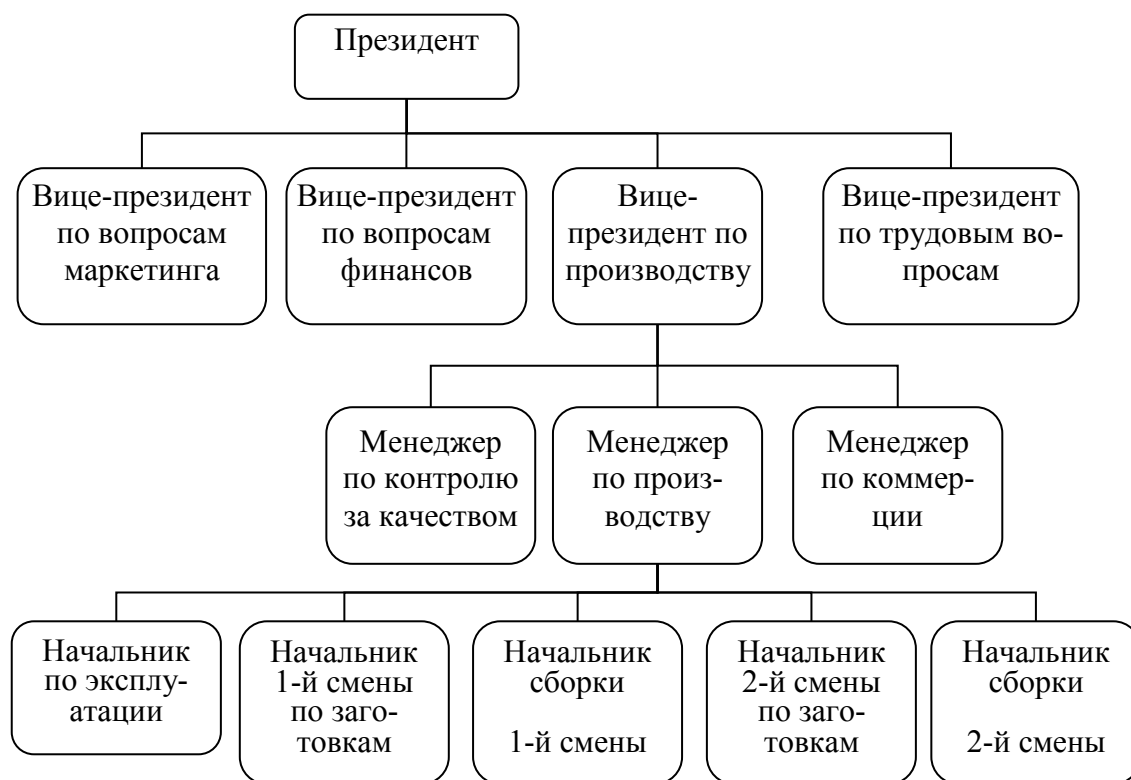 Президент
Вице-президент
по вопросам
маркетинга
Вице-президент
по вопросам
финансов
Вице-
президент по
производству
Вице-президент
по трудовым во-
просам
Менеджер
по контролю
за качеством
Менеджер
по произ-
водству
Менеджер
по коммер-
ции
Начальник
по эксплу-
атации
Начальник
1-й смены
по заго-
товкам
Начальник
сборки
1-й смены
Начальник
2-й смены
по заго-
товкам
Начальник
сборки
2-й смены